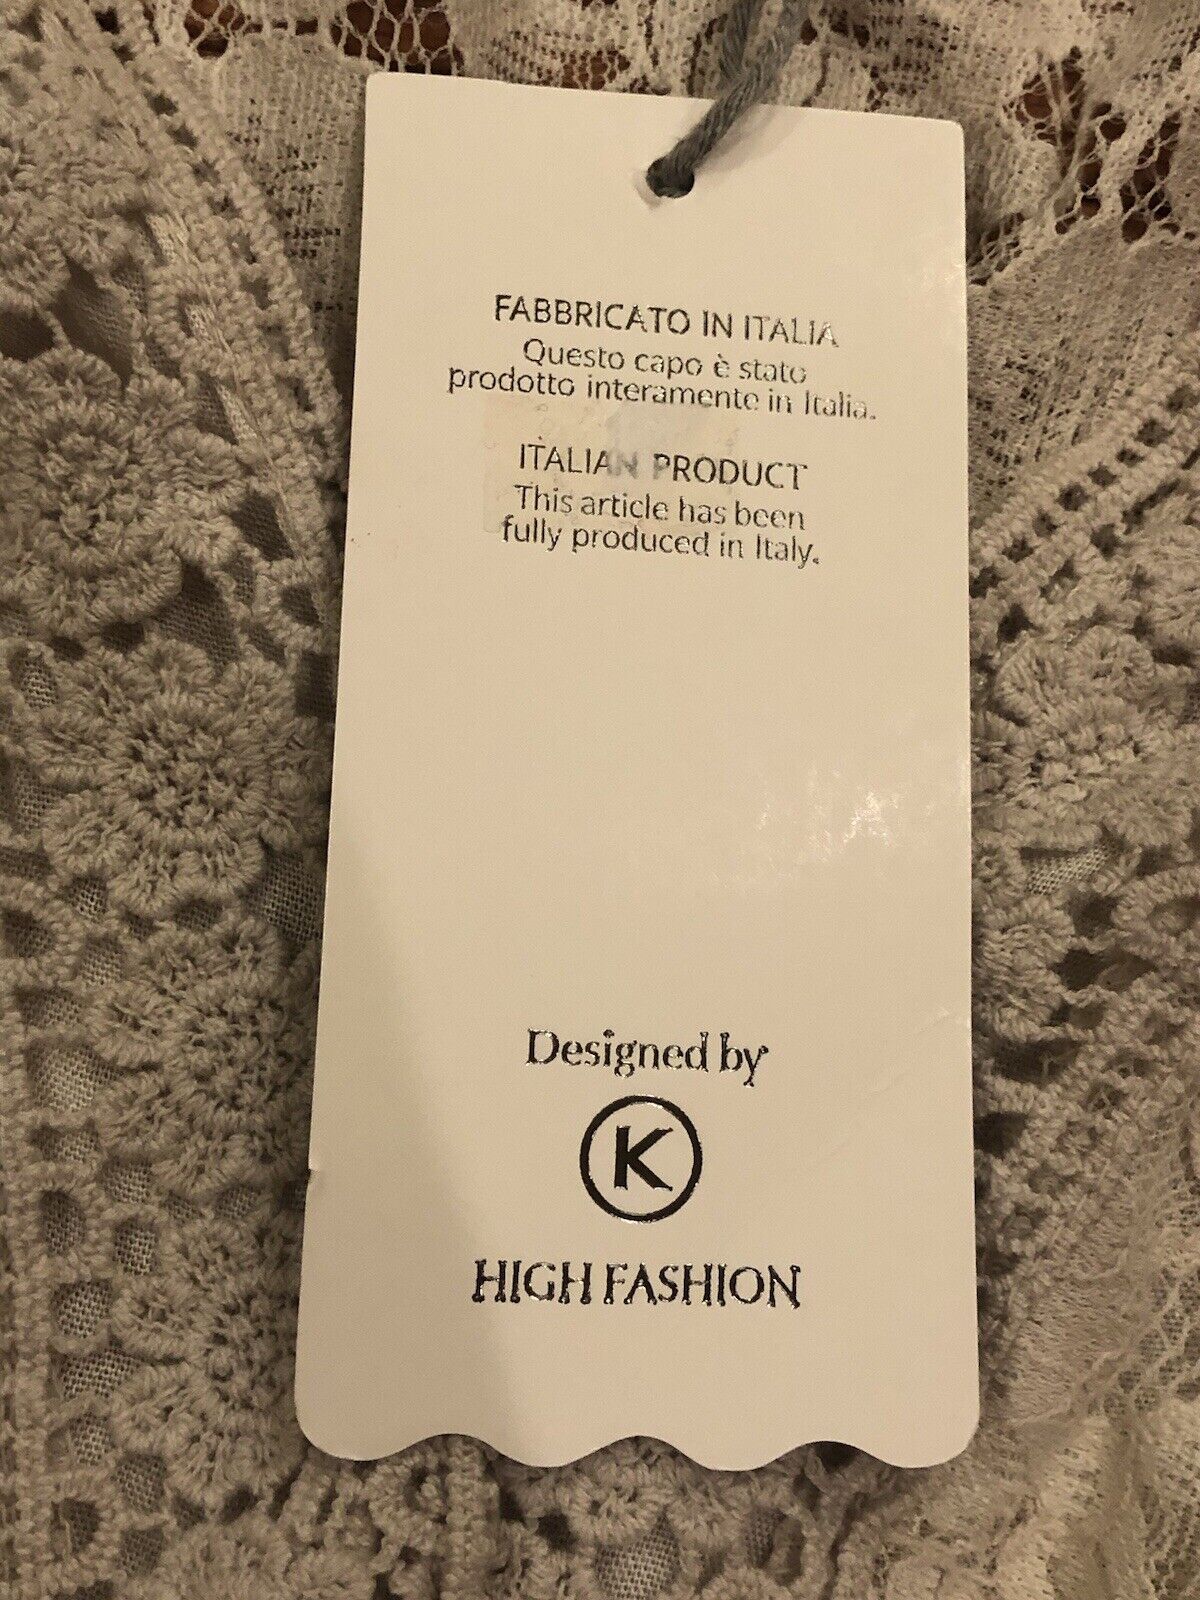 FABBRICATO IN ITALIA
Questo capo è stato
prodotto interamente in Italia.
ITALIAN PRODUCT
This article has been
fully produced in Italy.
Designed by
K
HIGH FASHION